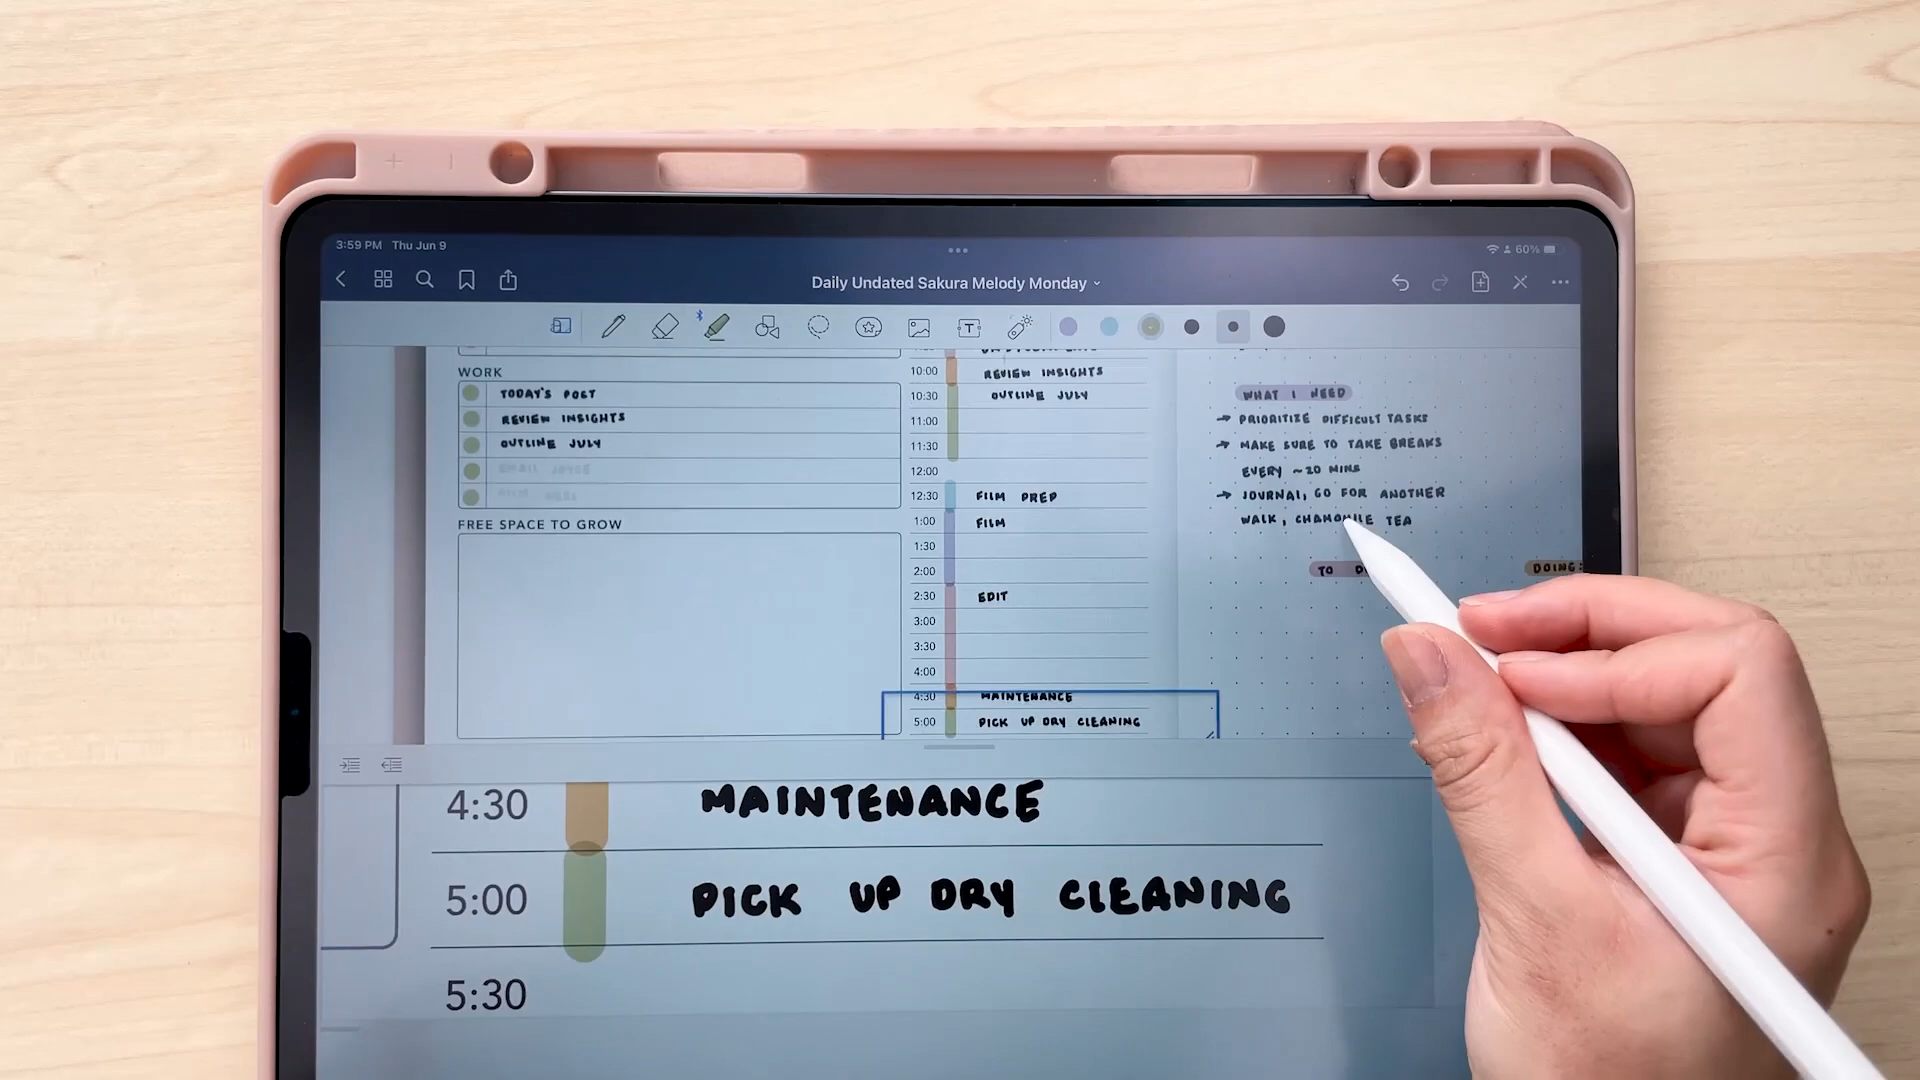 3:59 PM Thu Jun 9
60%
Daily Undated Sakura Melody Monday
WORK
TODAY'S POST
REVIEW INSIGHTS
OUTLINE JULY
FREE SPACE TO GROW
10:00 REVIEW INSIGHTS
10:30 OUTLINE JULY
11:00
11:30
12:00
12:30 FILM PREP
1:00 FILM
1:30
2:00
2:30 EDIT
3:00
3:30
4:00
4:30 MAINTENANCE
5:00 PICK UP DRY CLEANING
WHAT I NEED
→ PRIORITIZE DIFFICULT TASKS
→ MAKE SURE TO TAKE BREAKS
EVERY ~20 MINS
→ JOURNAL, GO FOR ANOTHER
WALK, CHAMOMILE TEA
TO
DOING:
4:30 MAINTENANCE
5:00 PICK UP DRY CLEANING
5:30